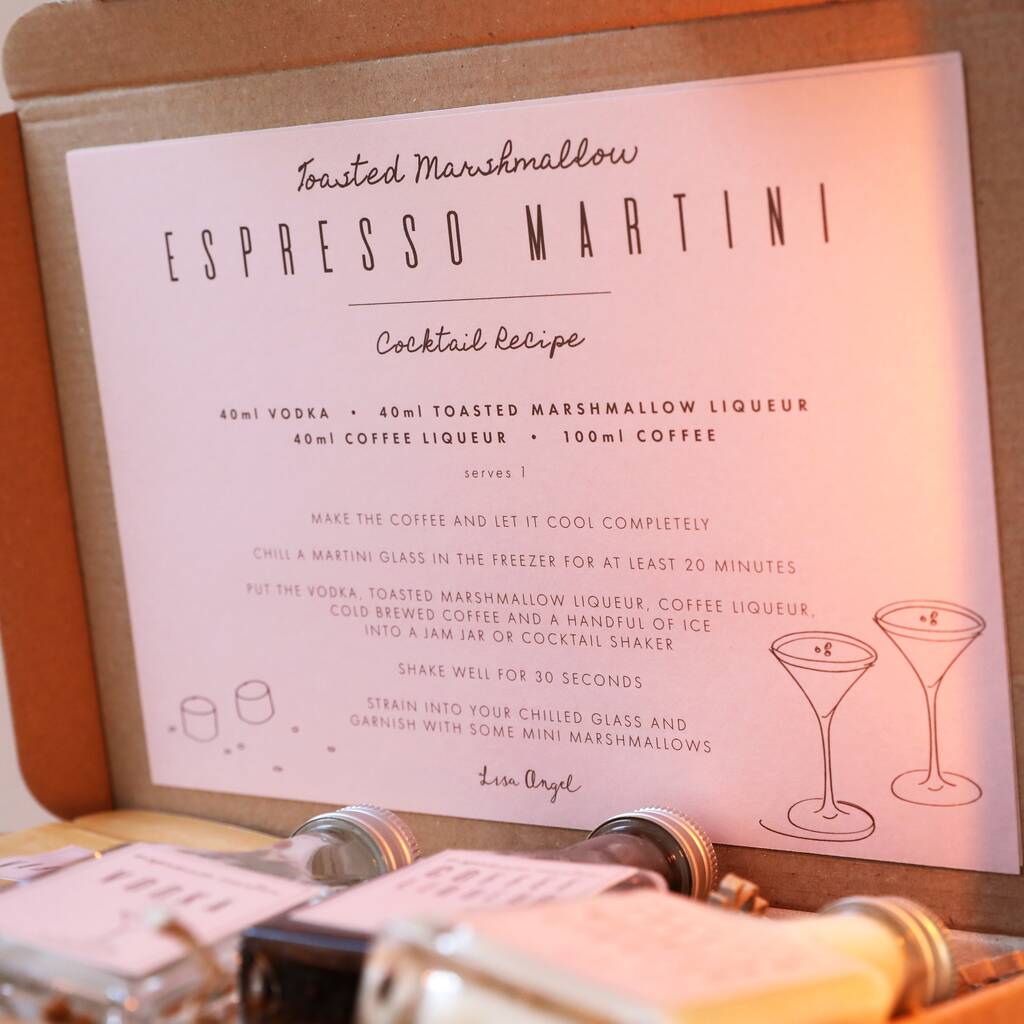 Toasted Marshmallow
ESPRESSO MARTINI
Cocktail Recipe
40ml VODKA • 40ml TOASTED MARSHMALLOW LIQUEUR
40ml COFFEE LIQUEUR • 100ml COFFEE
serves 1
MAKE THE COFFEE AND LET IT COOL COMPLETELY
CHILL A MARTINI GLASS IN THE FREEZER FOR AT LEAST 20 MINUTES
PUT THE VODKA, TOASTED MARSHMALLOW LIQUEUR, COFFEE LIQUEUR,
COLD BREWED COFFEE AND A HANDFUL OF ICE
INTO A JAM JAR OR COCKTAIL SHAKER
SHAKE WELL FOR 30 SECONDS
STRAIN INTO YOUR CHILLED GLASS AND
GARNISH WITH SOME MINI MARSHMALLOWS
Lisa Angel
VODKA
COFFEE
LIQUEUR